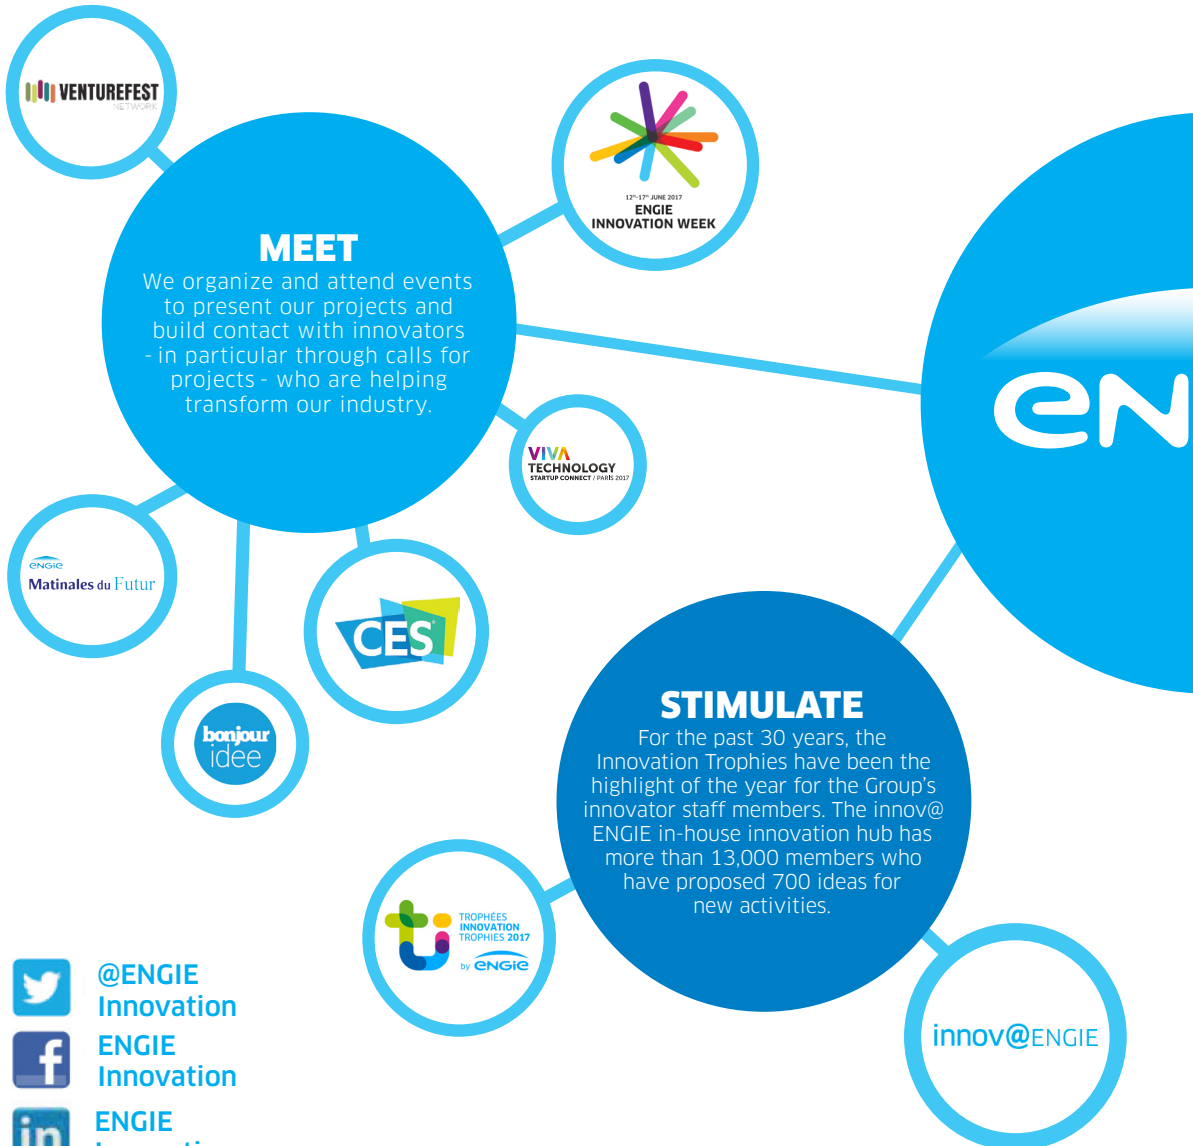 VENTUREFEST
NETWORK
12th-17th JUNE 2017
ENGIE
INNOVATION WEEK
MEET
We organize and attend events
to present our projects and
build contact with innovators
- in particular through calls for
projects - who are helping
transform our industry.
VIVA
TECHNOLOGY
STARTUP CONNECT / PARIS 2017
ENGIE
Matinales du Futur
CES
bonjour
idée
STIMULATE
For the past 30 years, the
Innovation Trophies have been the
highlight of the year for the Group's
innovator staff members. The innov@
ENGIE in-house innovation hub has
more than 13,000 members who
have proposed 700 ideas for
new activities.
ti
TROPHÉES
INNOVATION
TROPHIES 2017
by ENGIE
innov@ENGIE
eN
@ENGIE
Innovation
f
ENGIE
Innovation
in
ENGIE